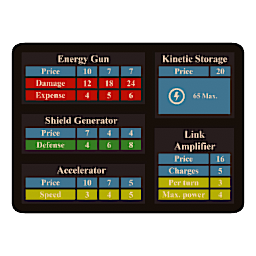 Energy Gun
Price 10 7 7
Damage 12 18 24
Expense 4 5 6
Shield Generator
Price 7 4 4
Defense 4 6 8
Accelerator
Price 10 7 5
Speed 3 4 5
Kinetic Storage
Price 20
65 Max.
Link
Amplifier
Price 16
Charges 5
Per turn 3
Max. power 4